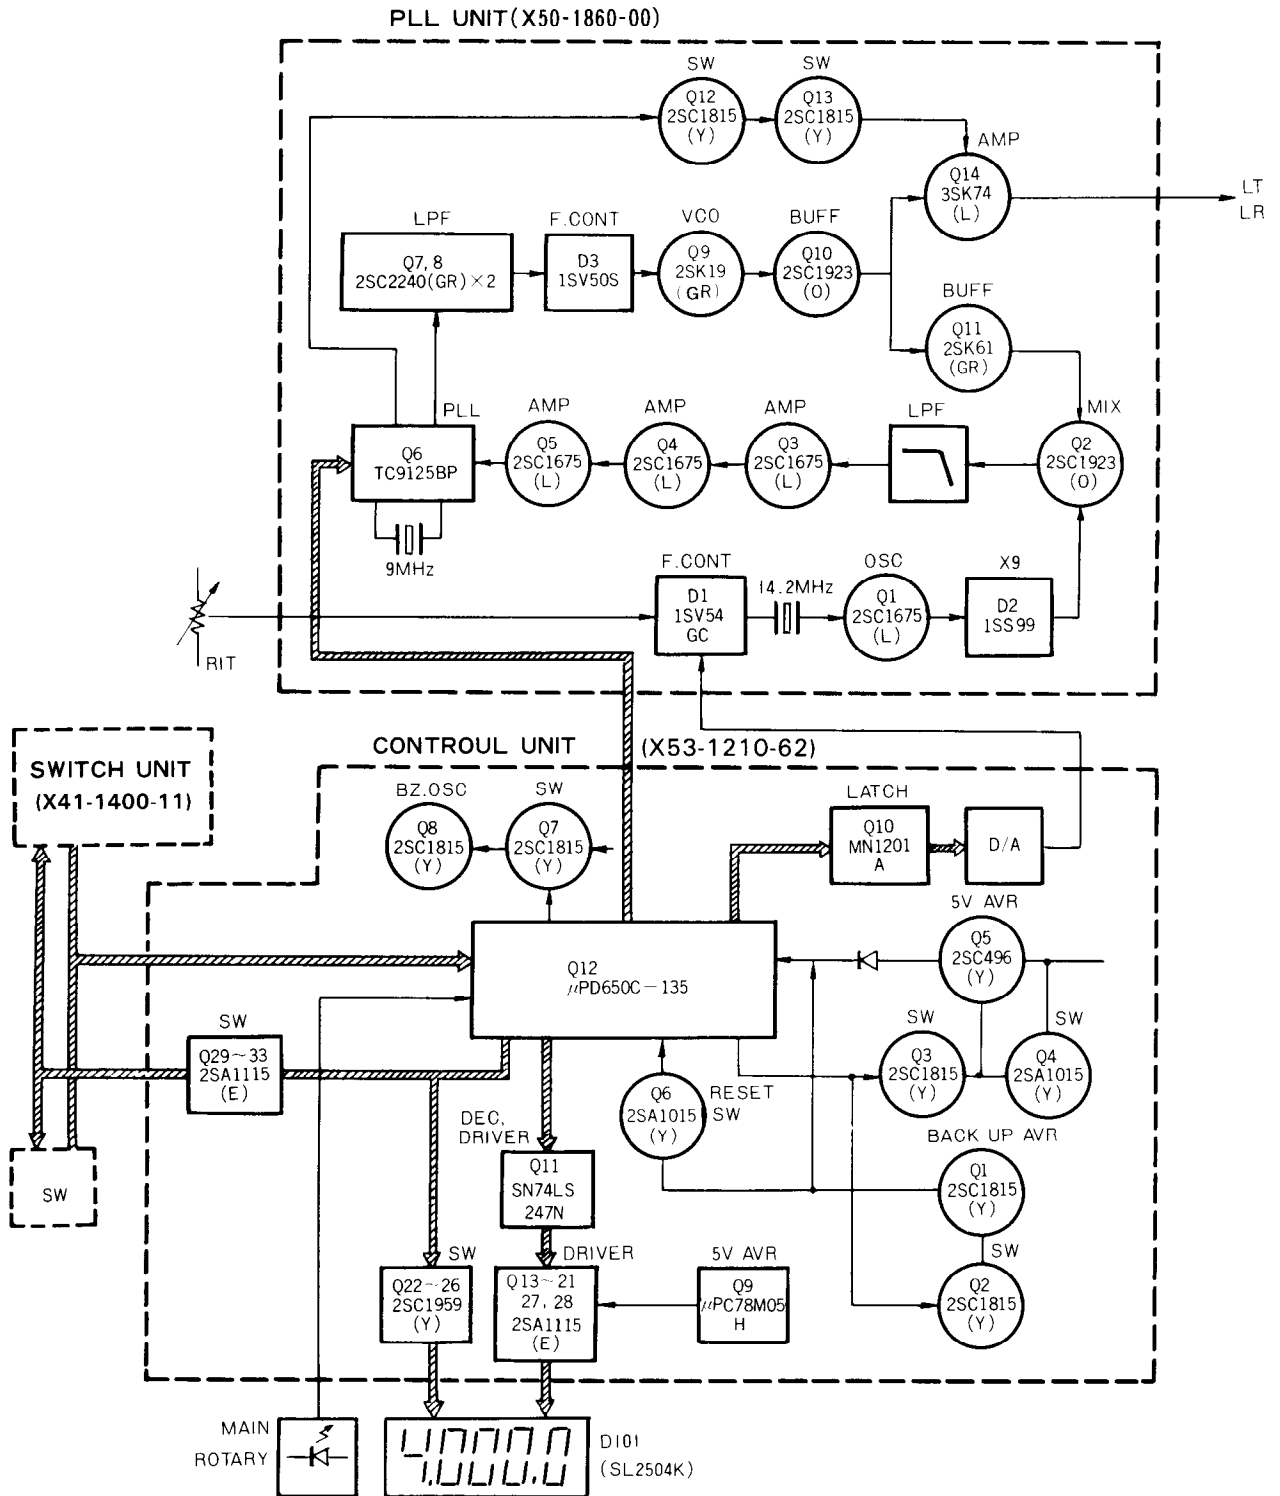 PLL UNIT(X50-1860-00)
SW
SW
Q12
2SC1815
(Y)
Q13
2SC1815
(Y)
AMP
Q14
3SK74
(L)
LT
LR
LPF
F.CONT
VCO
BUFF
Q7,8
2SC2240(GR)×2
D3
1SV50S
Q9
2SK19
(GR)
Q10
2SC1923
(O)
BUFF
Q11
2SK61
(GR)
PLL
AMP
AMP
AMP
LPF
MIX
Q6
TC9125BP
Q5
2SC1675
(L)
Q4
2SC1675
(L)
Q3
2SC1675
(L)
Q2
2SC1923
(O)
9MHz
F.CONT
14.2MHz
OSC
X9
D1
1SV54
GC
Q1
2SC1675
(L)
D2
1SS99
RIT
SWITCH UNIT
(X41-1400-11)
CONTROUL UNIT (X53-1210-62)
BZ.OSC
SW
LATCH
Q8
2SC1815
(Y)
Q7
2SC1815
(Y)
Q10
MN1201
A
D/A
5V AVR
Q5
2SC496
(Y)
Q12
μPD650C-135
SW
SW
SW
Q29~33
2SA1115
(E)
Q3
2SC1815
(Y)
Q4
2SA1015
(Y)
Q6
2SA1015
(Y)
RESET
SW
DEC,
DRIVER
BACK UP AVR
Q1
2SC1815
(Y)
SW
Q11
SN74LS
247N
SW
SW
DRIVER
5V AVR
Q22~26
2SC1959
(Y)
Q13~21
27, 28
2SA1115
(E)
Q9
μPC78M05
H
Q2
2SC1815
(Y)
MAIN
ROTARY
4.000.0
D101
(SL2504K)